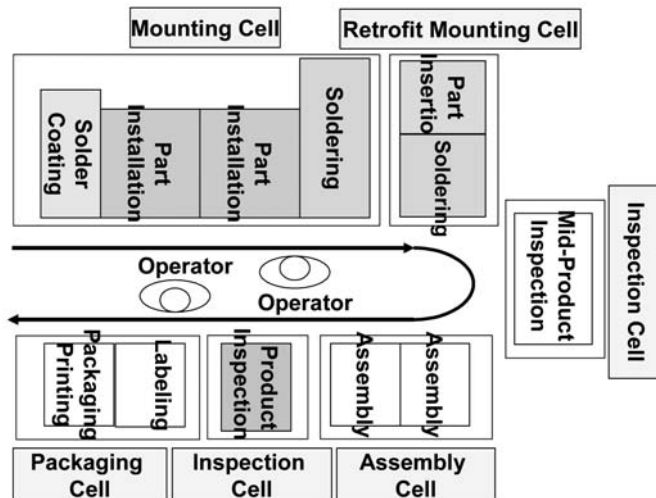 Mounting Cell
Retrofit Mounting Cell
Solder
Coating
Part
Installation
Part
Installation
Soldering
Part
Insertio
Soldering
Mid-Product
Inspection
Inspection Cell
Operator
Operator
Packaging
Printing
Labeling
Product
Inspection
Assembly
Assembly
Packaging
Cell
Inspection
Cell
Assembly
Cell